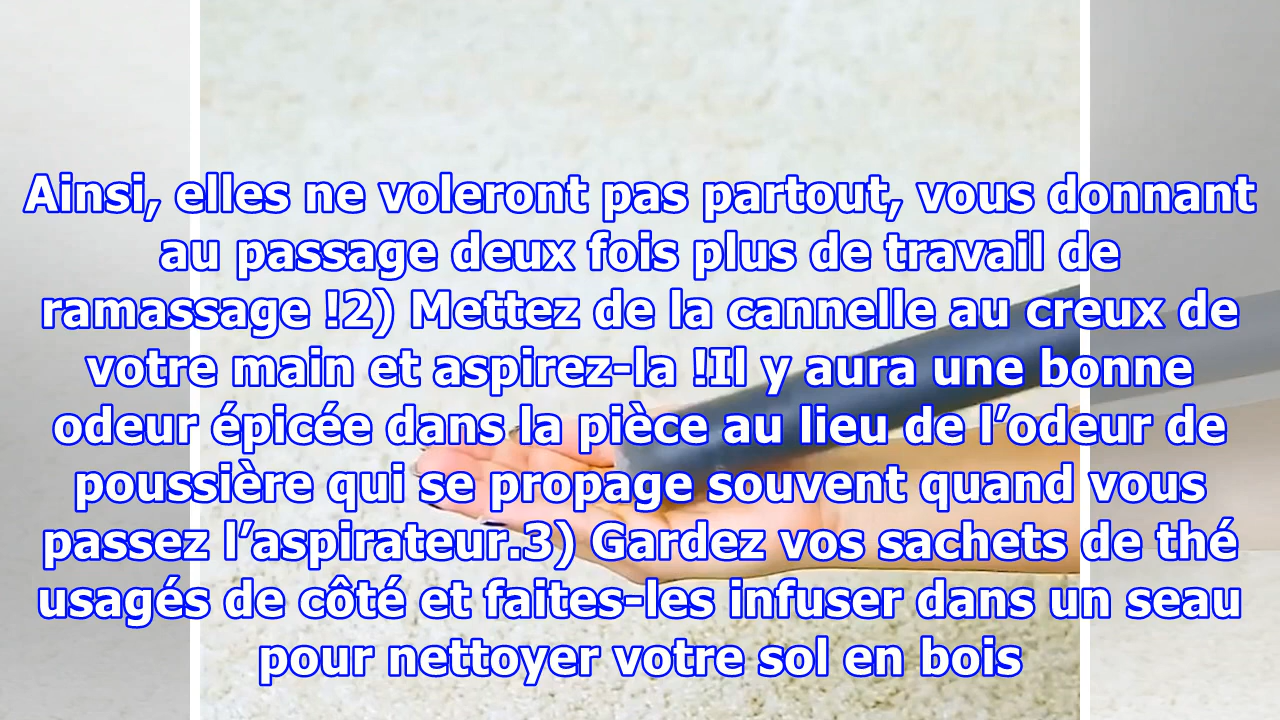 Ainsi, elles ne voleront pas partout, vous donnant
au passage deux fois plus de travail de
ramassage !2) Mettez de la cannelle au creux de
votre main et aspirez-la !Il y aura une bonne
odeur épicée dans la pièce au lieu de l’odeur de
poussière qui se propage souvent quand vous
passez l’aspirateur.3) Gardez vos sachets de thé
usagés de côté et faites-les infuser dans un seau
pour nettoyer votre sol en bois